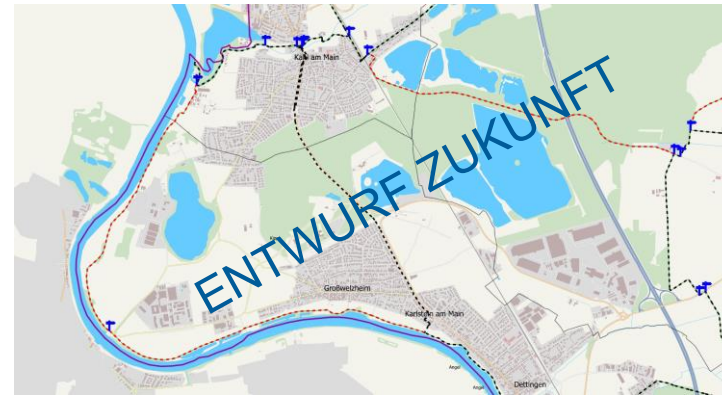 Kahl am Main
ENTWURF ZUKUNFT
Großwelzheim
Karlstein am Main
Dettingen